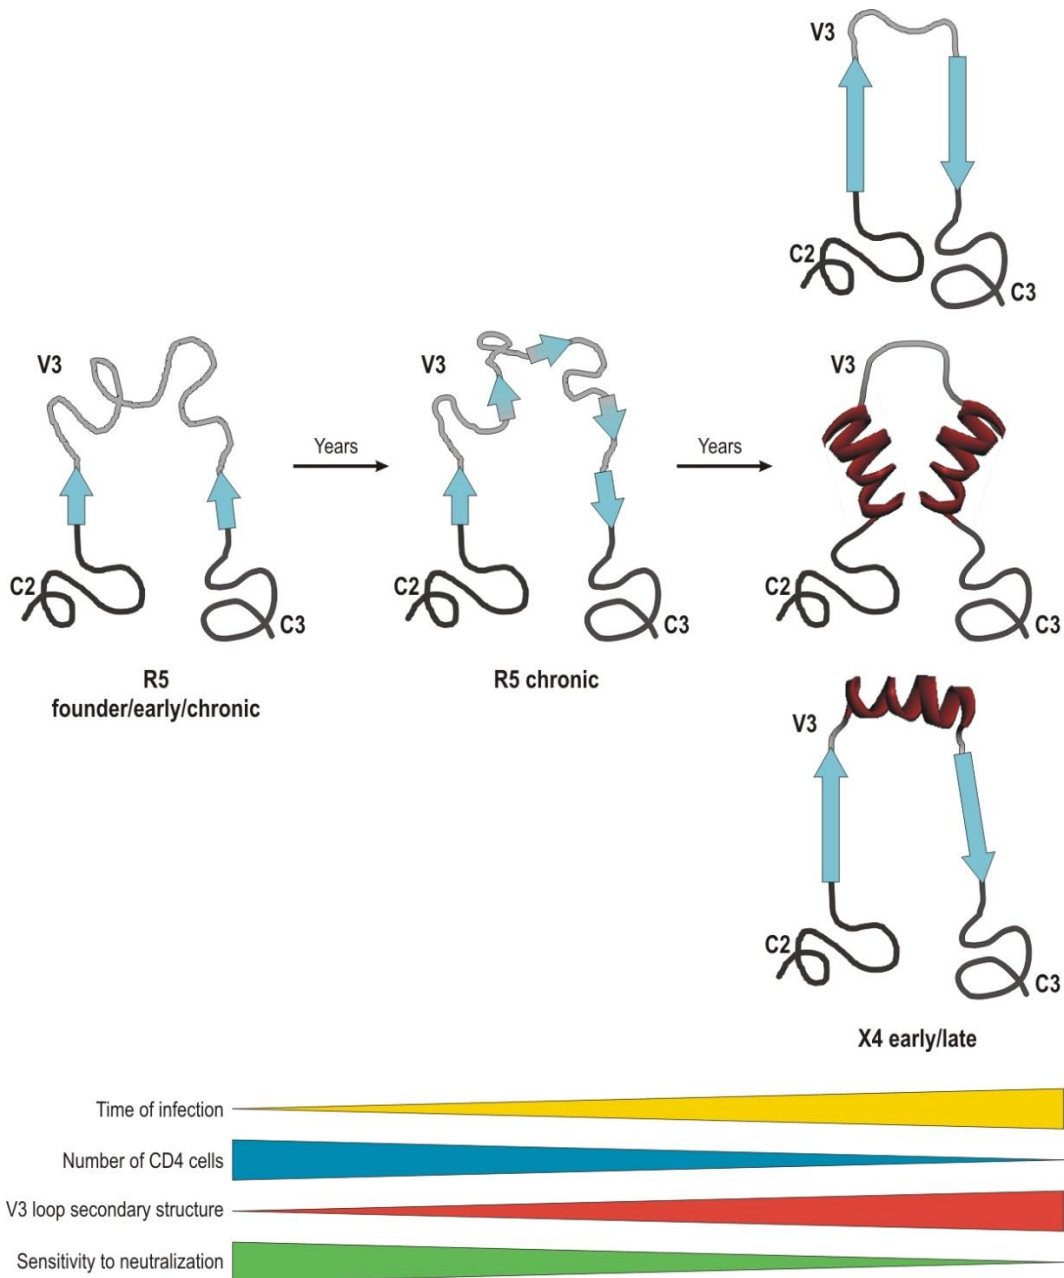 V3
C2
C3
V3
C2
C3
R5
founder/early/chronic
Years
V3
C2
C3
R5 chronic
Years
V3
C2
C3
V3
C2
C3
X4 early/late
Time of infection
Number of CD4 cells
V3 loop secondary structure
Sensitivity to neutralization